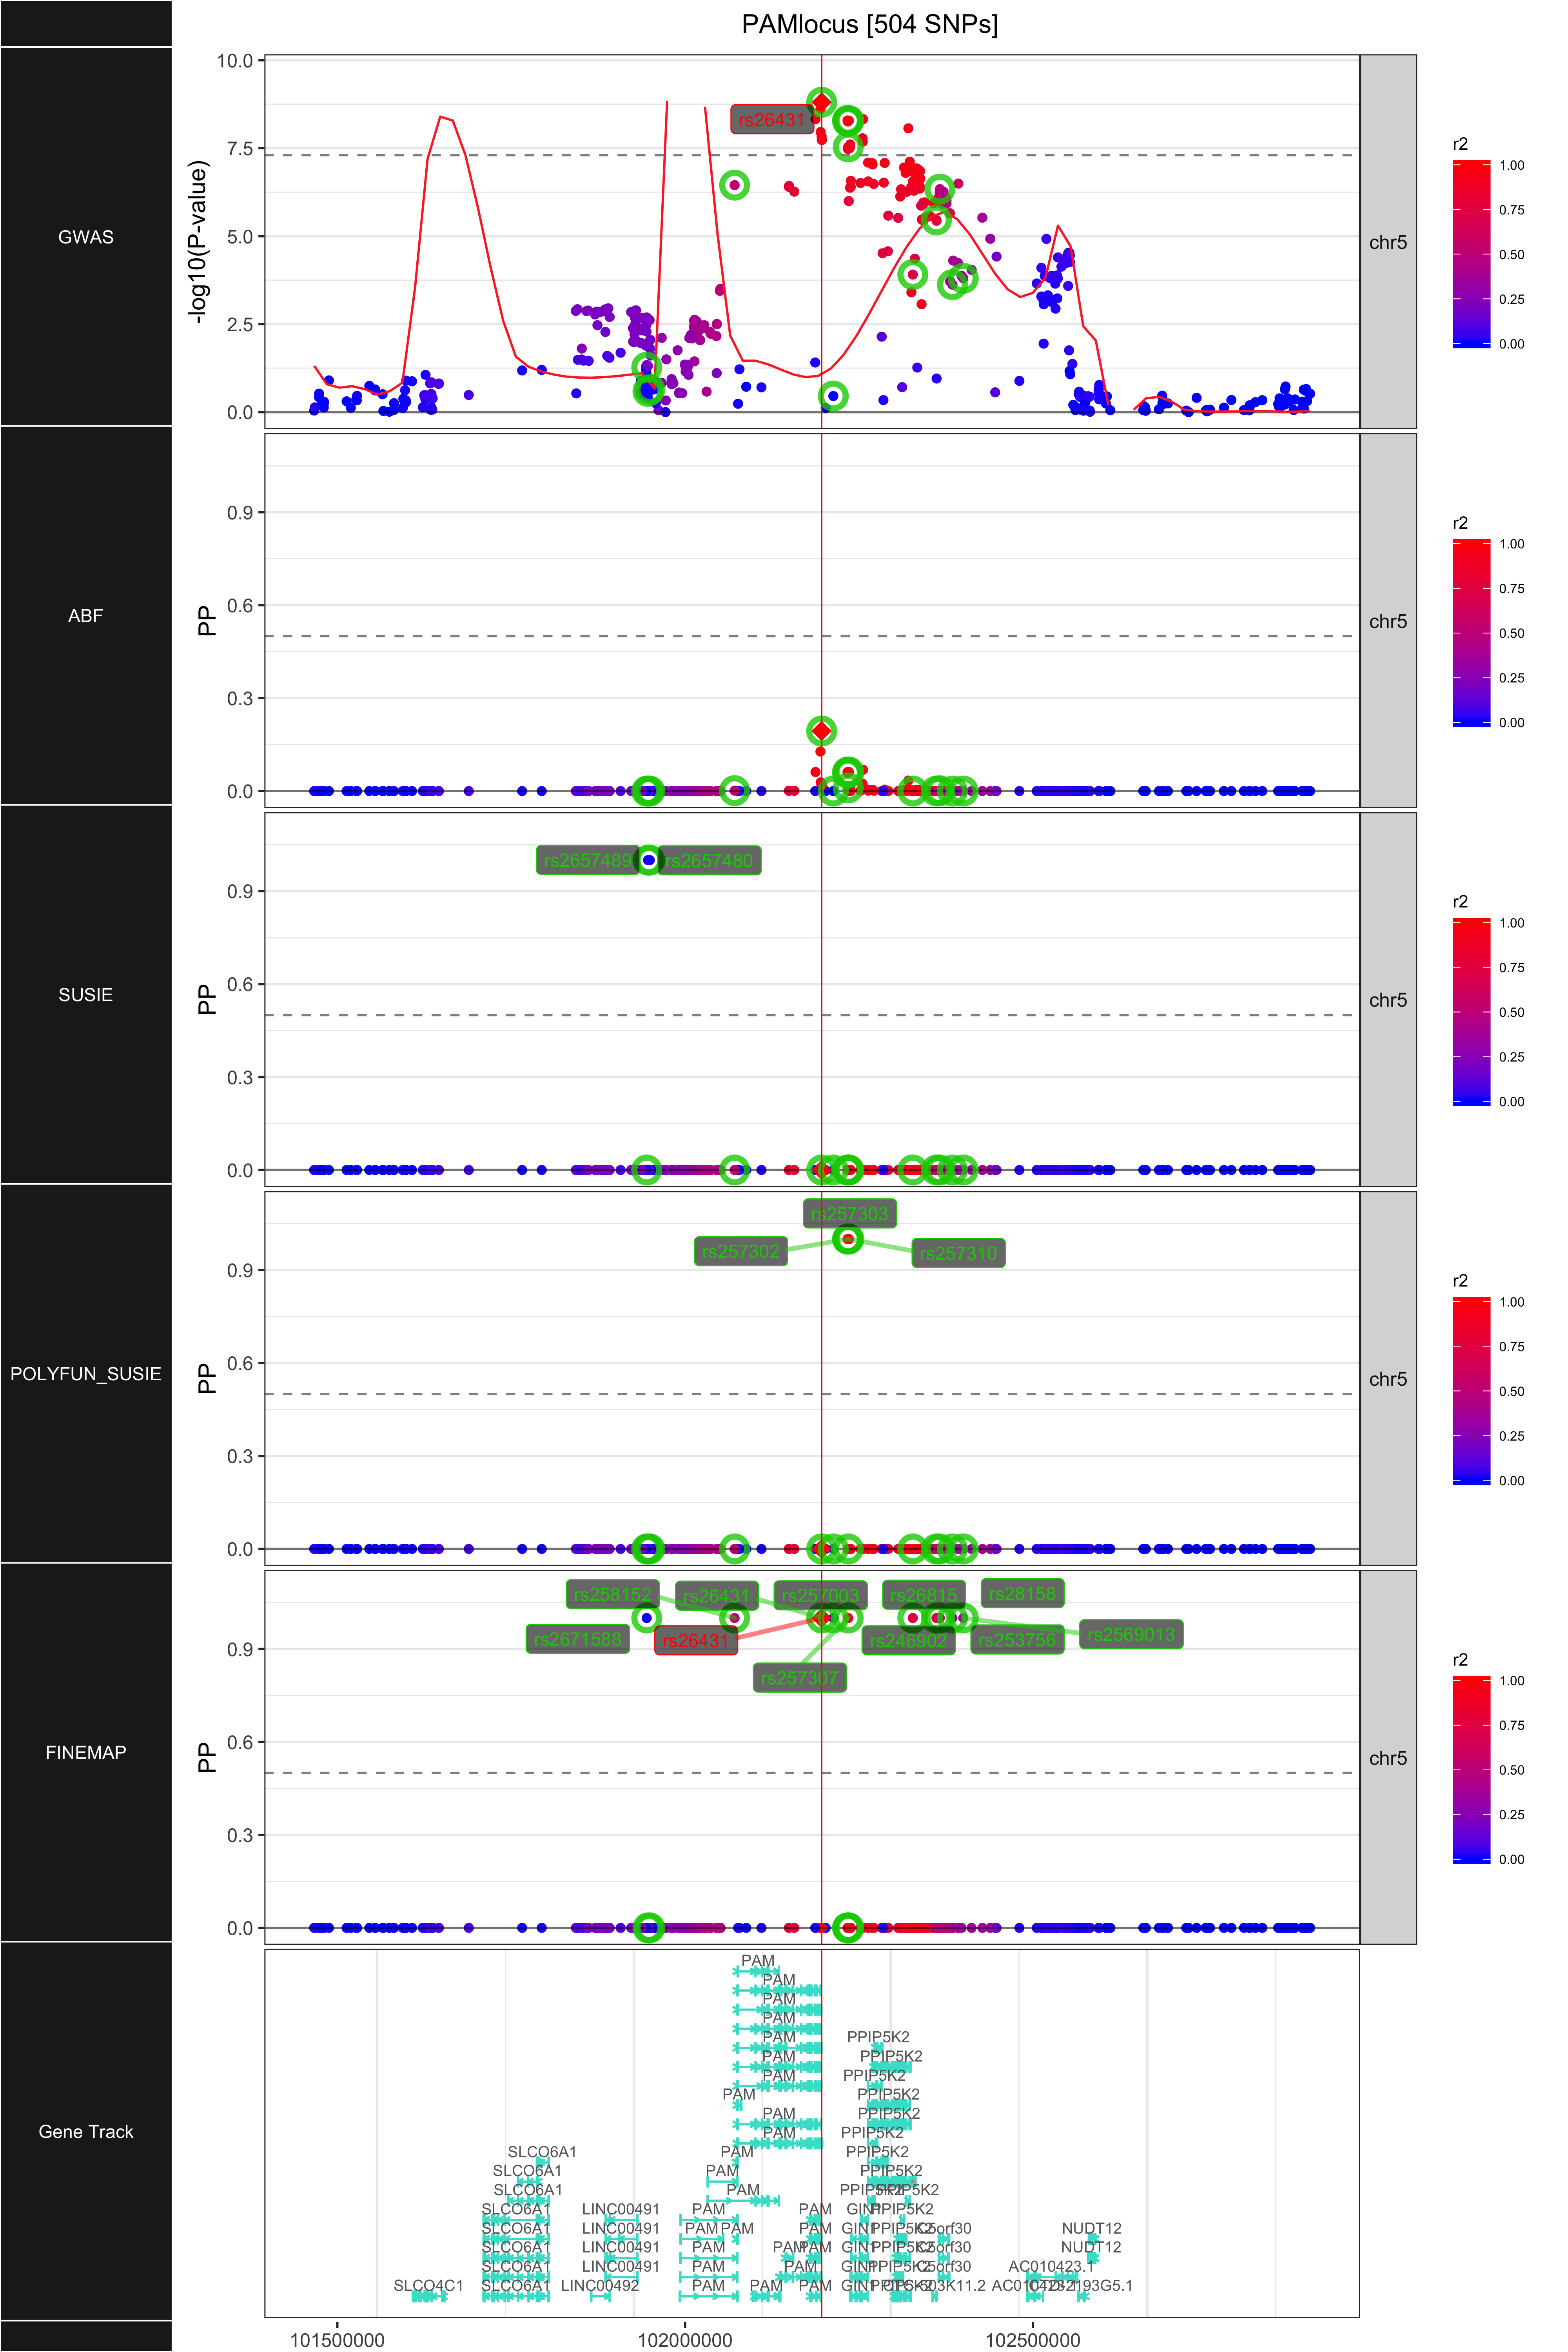 PAMlocus [504 SNPs]
GWAS
-log10(P-value)
10.0
7.5
5.0
2.5
0.0
rs26431
chr5
r2
1.00
0.75
0.50
0.25
0.00
ABF
PP
0.9
0.6
0.3
0.0
chr5
r2
1.00
0.75
0.50
0.25
0.00
SUSIE
PP
0.9
0.6
0.3
0.0
rs2657489 rs2657480
chr5
r2
1.00
0.75
0.50
0.25
0.00
POLYFUN_SUSIE
PP
0.9
0.6
0.3
0.0
rs257303
rs257302 rs257310
chr5
r2
1.00
0.75
0.50
0.25
0.00
FINEMAP
PP
0.9
0.6
0.3
0.0
rs258152 rs26431 rs257003 rs26815 rs28158
rs2671588 rs26431 rs246902 rs253756 rs2569013
rs257307
chr5
r2
1.00
0.75
0.50
0.25
0.00
Gene Track
PAM
PAM
PAM
PAM
PAM PPIP5K2
PAM PPIP5K2
PAM PPIP5K2
PAM PPIP5K2
PAM PPIP5K2
PAM PPIP5K2
SLCO6A1 PAM PPIP5K2
SLCO6A1 PAM PPIP5K2
SLCO6A1 PAM PPIP5K2 PPIP5K2
SLCO6A1 LINC00491 PAM PAM GIN1 PPIP5K2
SLCO6A1 LINC00491 PAM PAM PAM GIN1 PPIP5K2 C5orf30 NUDT12
SLCO6A1 LINC00491 PAM PAM PAM GIN1 PPIP5K2 C5orf30 NUDT12
SLCO6A1 LINC00491 PAM PAM GIN1 PPIP5K2 C5orf30 AC010423.1
SLCO4C1 SLCO6A1 LINC00492 PAM PAM PAM GIN1 PPIP5K2
101500000 102000000 102500000